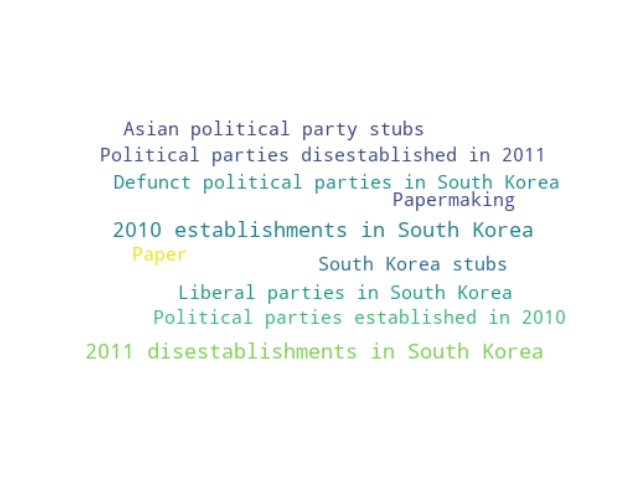 Asian political party stubs
Political parties disestablished in 2011
Defunct political parties in South Korea
Papermaking
2010 establishments in South Korea
Paper
South Korea stubs
Liberal parties in South Korea
Political parties established in 2010
2011 disestablishments in South Korea